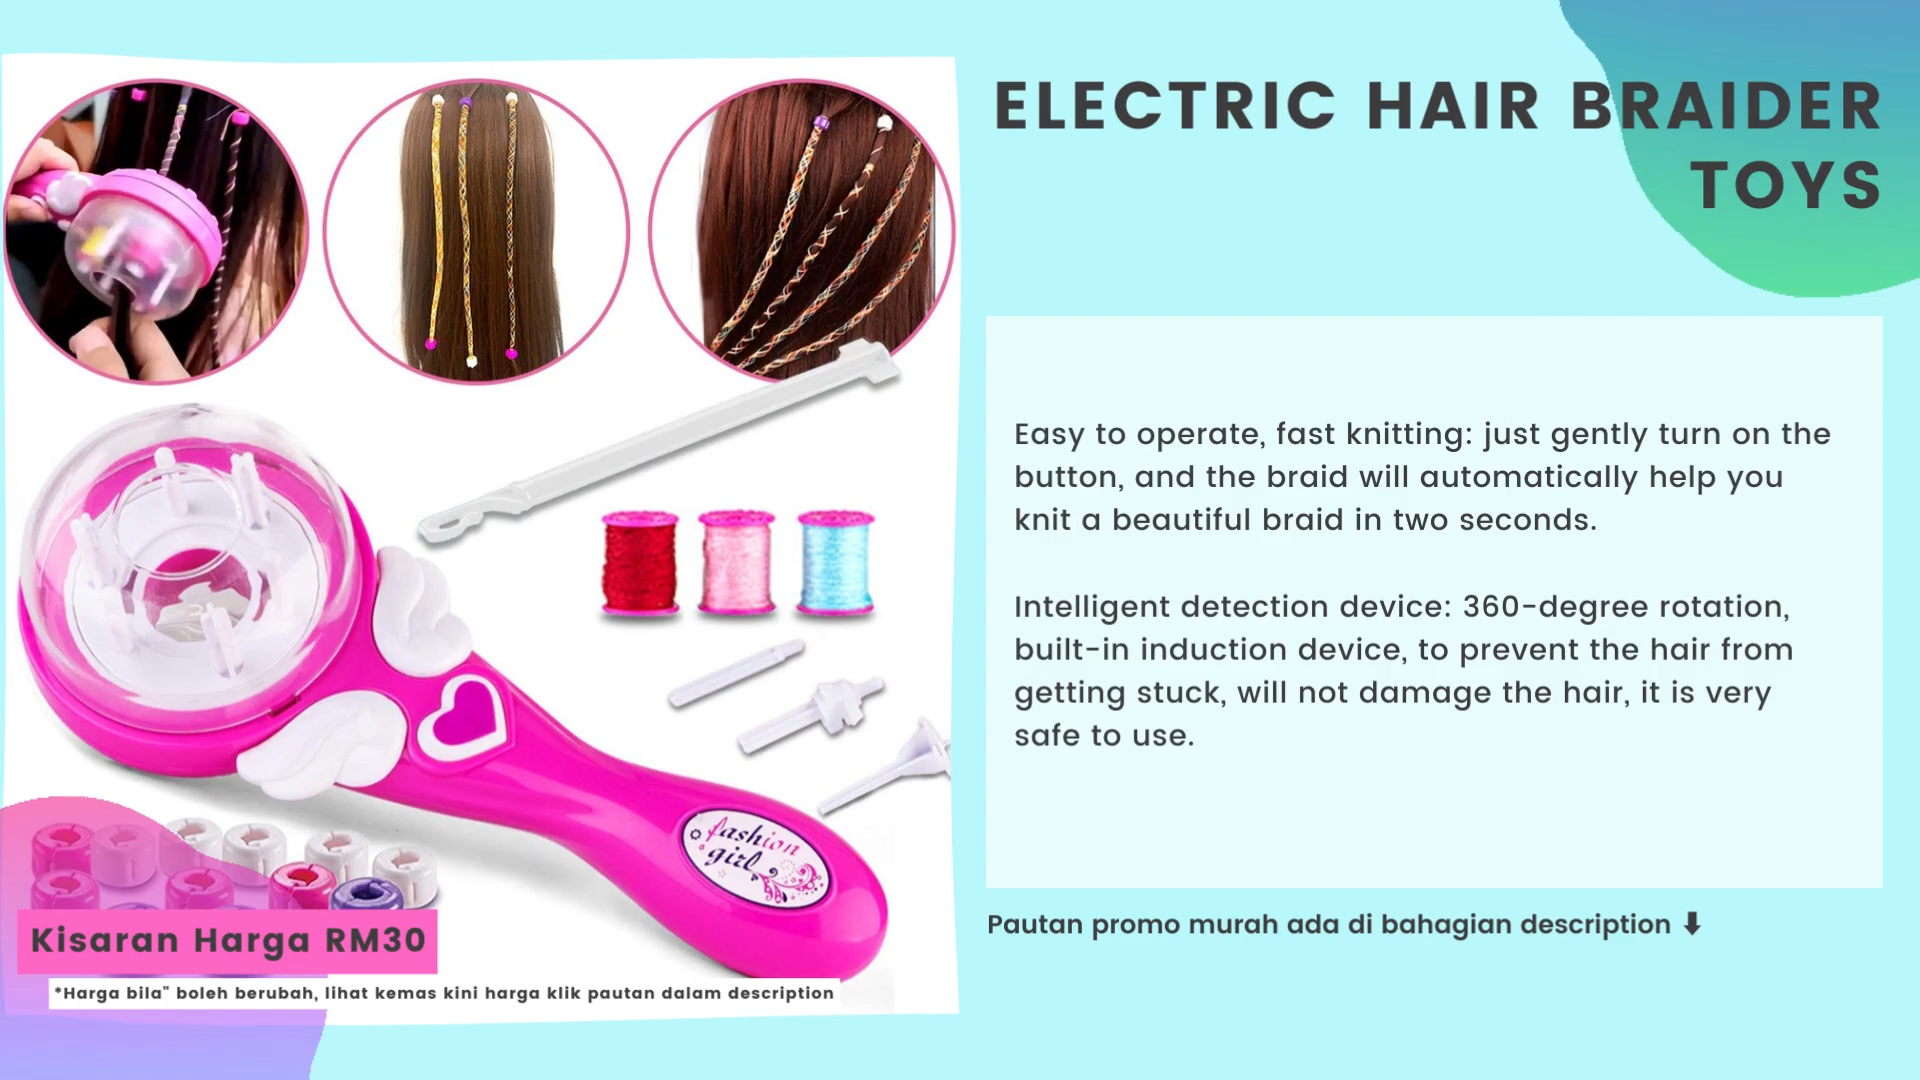 ELECTRIC HAIR BRAIDER
TOYS
Easy to operate, fast knitting: just gently turn on the
button, and the braid will automatically help you
knit a beautiful braid in two seconds.
Intelligent detection device: 360-degree rotation,
built-in induction device, to prevent the hair from
getting stuck, will not damage the hair, it is very
safe to use.
Pautan promo murah ada di bahagian description ⬇
fashion
girl
Kisaran Harga RM30
*Harga bila" boleh berubah, lihat kemas kini harga klik pautan dalam description